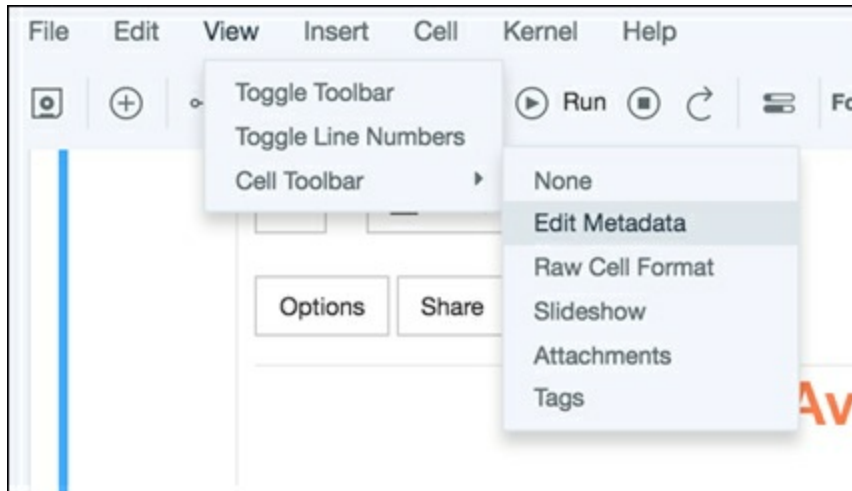 File Edit View Insert Cell Kernel Help
Toggle Toolbar
Run
Toggle Line Numbers
Cell Toolbar
None
Edit Metadata
Raw Cell Format
Options Share
Slideshow
Attachments
Tags